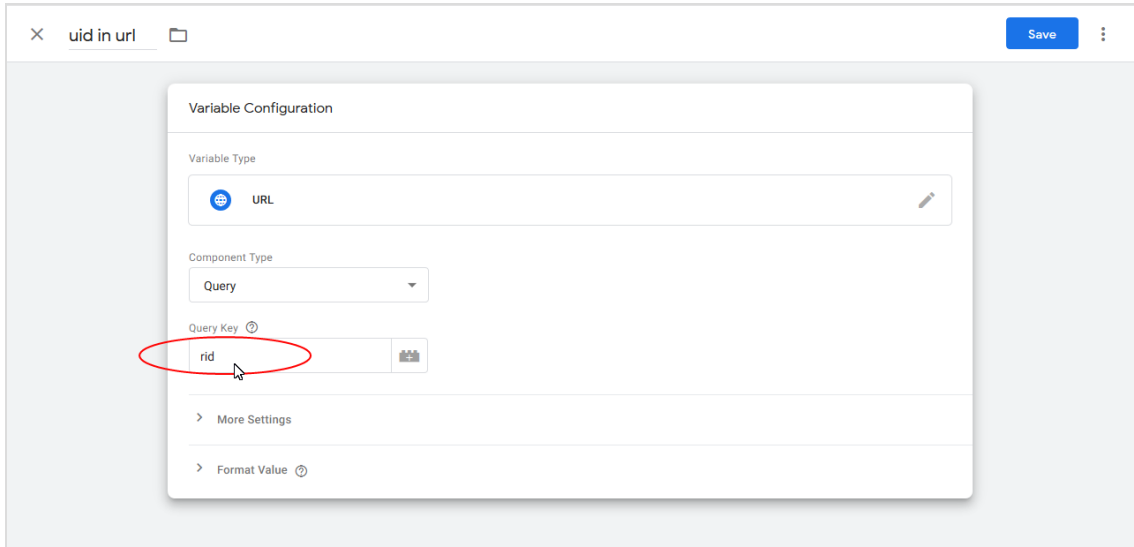 uid in url
Save
Variable Configuration
Variable Type
URL
Component Type
Query
Query Key
rid
More Settings
Format Value